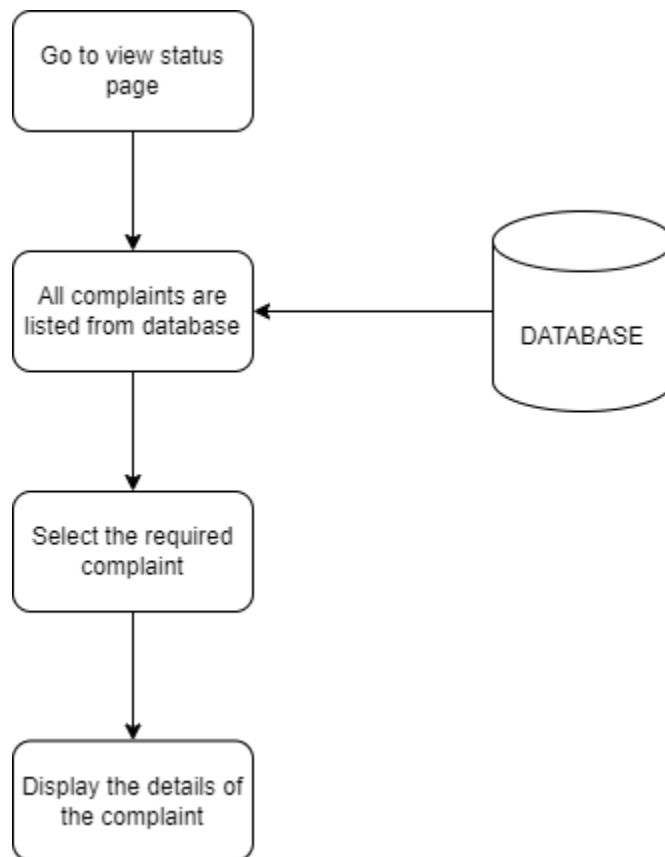 Go to view status
page
All complaints are
listed from database
DATABASE
Select the required
complaint
Display the details of
the complaint